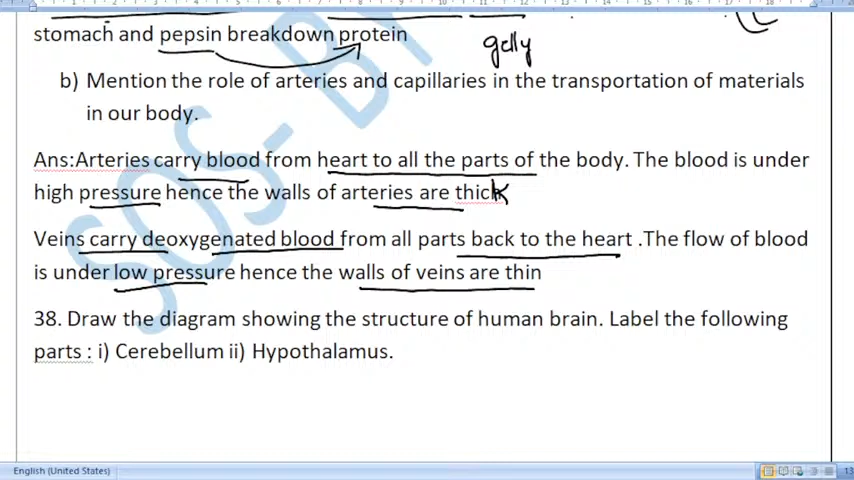 stomach and pepsin breakdown protein
gelly
b) Mention the role of arteries and capillaries in the transportation of materials
in our body.
Ans:Arteries carry blood from heart to all the parts of the body. The blood is under
high pressure hence the walls of arteries are thick
Veins carry deoxygenated blood from all parts back to the heart .The flow of blood
is under low pressure hence the walls of veins are thin
38. Draw the diagram showing the structure of human brain. Label the following
parts : i) Cerebellum ii) Hypothalamus.
SOS- BY
English (United States)